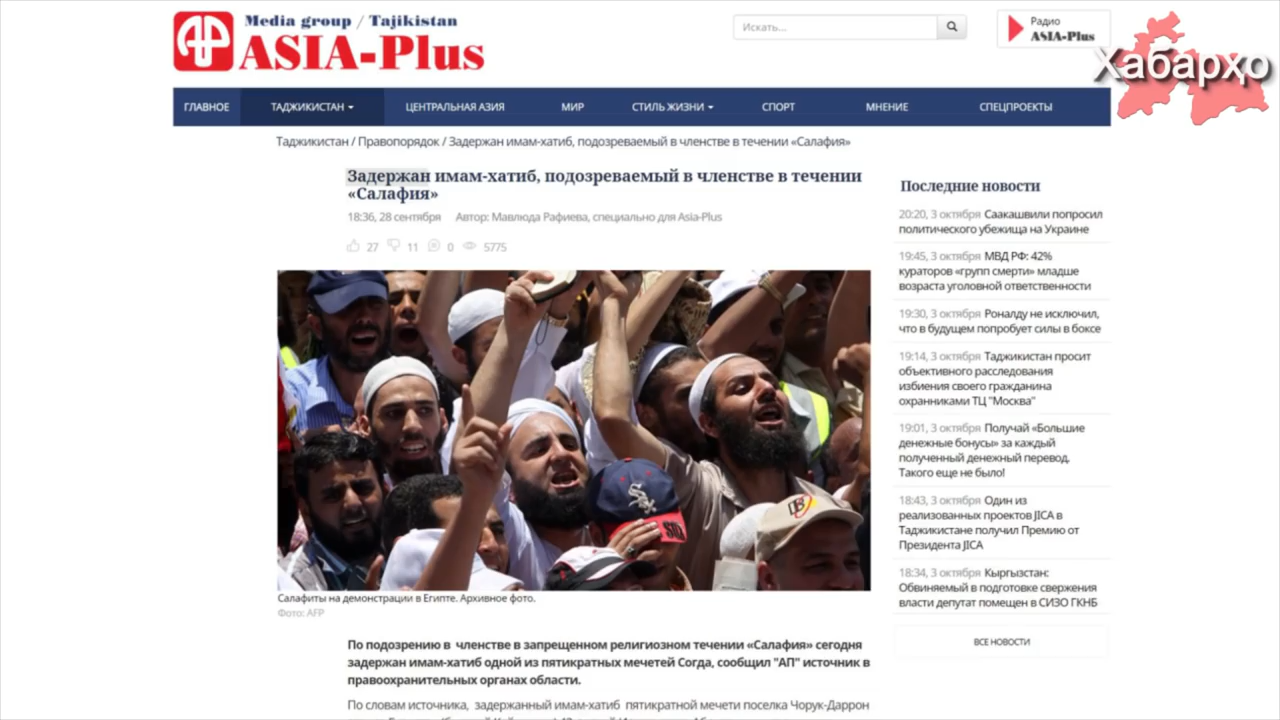 Media group / Tajikistan
ASIA-Plus
Искать...
Радио
ASIA-Plus
Хабарҳо
ГЛАВНОЕ ТАДЖИКИСТАН ЦЕНТРАЛЬНАЯ АЗИЯ МИР СТИЛЬ ЖИЗНИ СПОРТ МНЕНИЕ СПЕЦПРОЕКТЫ
Таджикистан / Правопорядок / Задержан имам-хатиб, подозреваемый в членстве в течении «Салафия»
Задержан имам-хатиб, подозреваемый в членстве в течении
«Салафия»
18:36, 28 сентября Автор: Мавлюда Рафиева, специально для Asia-Plus
27 11 0 5775
SOX
Салафиты на демонстрации в Египте. Архивное фото.
Фото: AFP
По подозрению в членстве в запрещенном религиозном течении «Салафия» сегодня
задержан имам-хатиб одной из пятикратных мечетей Согда, сообщил "АП" источник в
правоохранительных органах области.
По словам источника, задержанный имам-хатиб пятикратной мечети поселка Чорук-Даррон
Последние новости
20:20, 3 октября Саакашвили попросил
политического убежища на Украине
19:45, 3 октября МВД РФ: 42%
кураторов «групп смерти» младше
возраста уголовной ответственности
19:30, 3 октября Роналду не исключил,
что в будущем попробует силы в боксе
19:14, 3 октября Таджикистан просит
объективного расследования
избиения своего гражданина
охранниками ТЦ "Москва"
19:01, 3 октября Получай «Большие
денежные бонусы» за каждый
полученный денежный перевод.
Такого еще не было!
18:43, 3 октября Один из
реализованных проектов JICA в
Таджикистане получил Премию от
Президента JICA
18:34, 3 октября Кыргызстан:
Обвиняемый в подготовке свержения
власти депутат помещен в СИЗО ГКНБ
ВСЕ НОВОСТИ